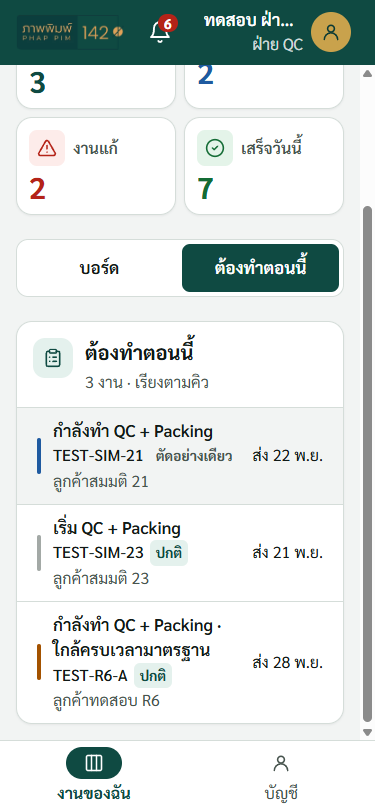 ภาพพิมพ์
PHAP PIM
142
6
ทดสอบ ฝ่า...
ฝ่าย QC
3
2
งานแก้
2
เสร็จวันนี้
7
บอร์ด
ต้องทำตอนนี้
ต้องทำตอนนี้
3 งาน · เรียงตามคิว
กำลังทำ QC + Packing
TEST-SIM-21 ตัดอย่างเดียว
ส่ง 22 พ.ย.
ลูกค้าสมมติ 21
เริ่ม QC + Packing
TEST-SIM-23 ปกติ
ส่ง 21 พ.ย.
ลูกค้าสมมติ 23
กำลังทำ QC + Packing ·
ใกล้ครบเวลามาตรฐาน
TEST-R6-A ปกติ
ส่ง 28 พ.ย.
ลูกค้าทดสอบ R6
งานของฉัน
บัญชี